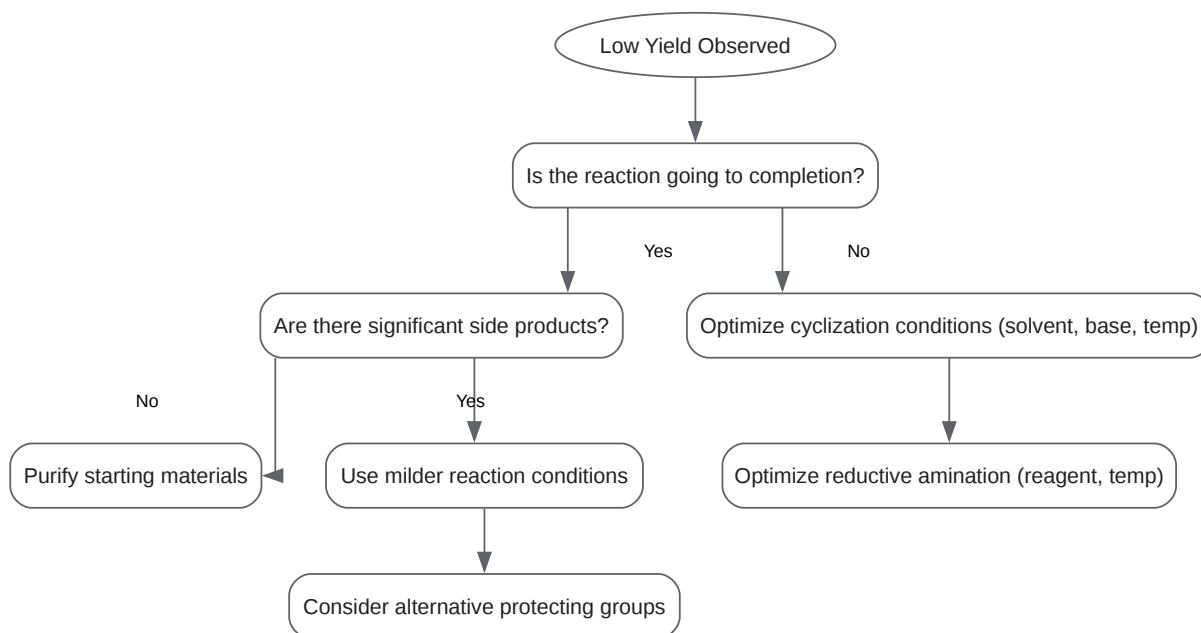 Low Yield Observed
Is the reaction going to completion?
Yes
No
Are there significant side products?
Optimize cyclization conditions (solvent, base, temp)
No
Yes
Purify starting materials
Use milder reaction conditions
Optimize reductive amination (reagent, temp)
Consider alternative protecting groups